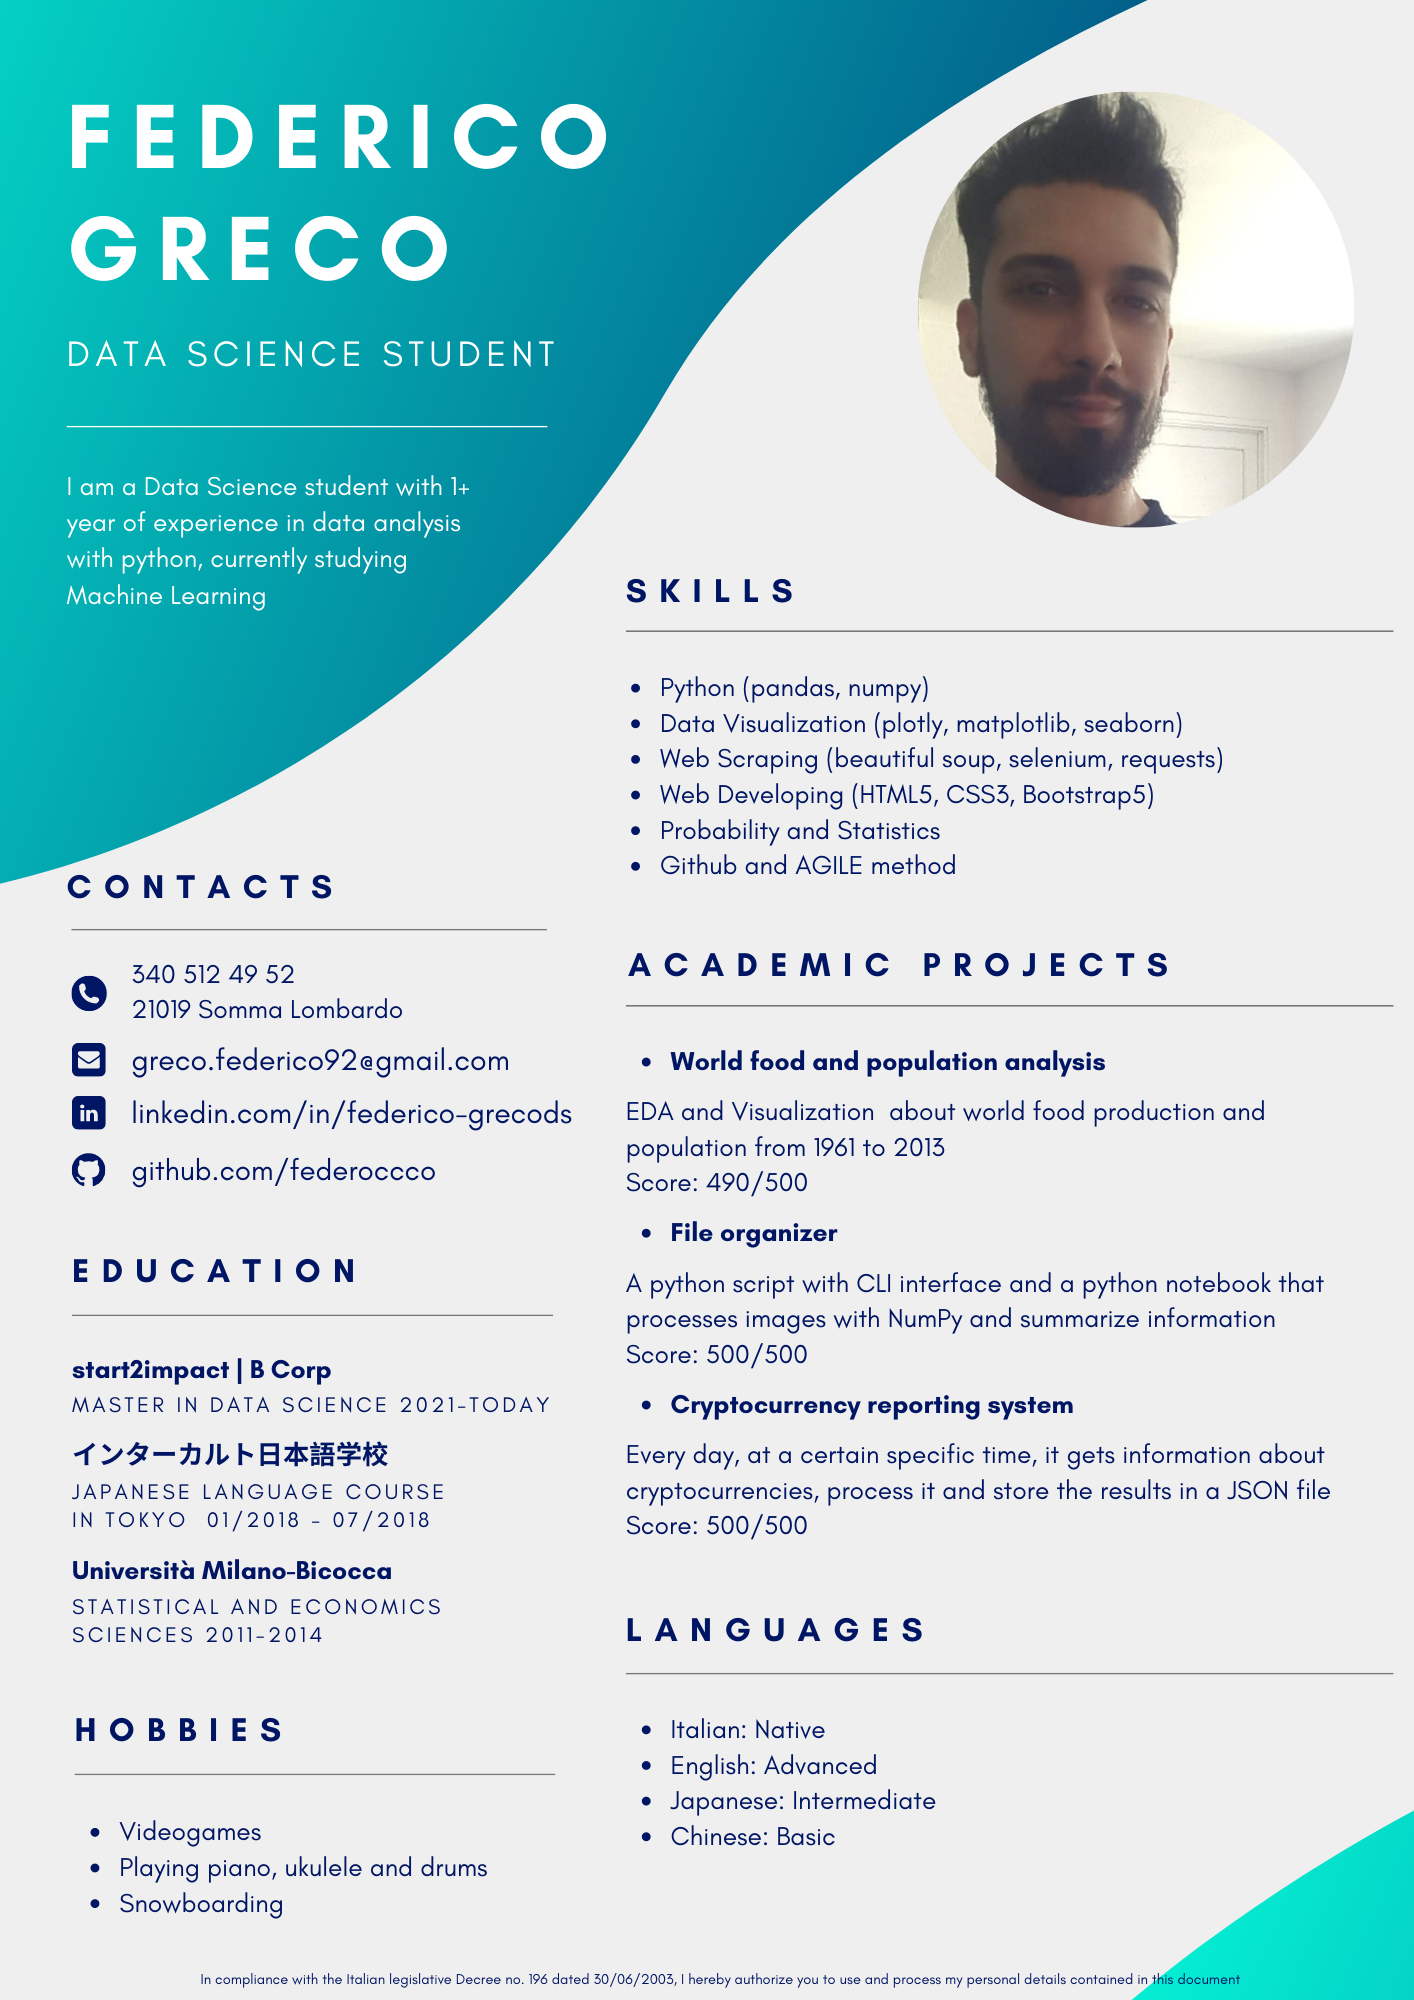 FEDERICO
GRECO
DATA SCIENCE STUDENT
I am a Data Science student with 1+
year of experience in data analysis
with python, currently studying
Machine Learning
CONTACTS
340 512 49 52
21019 Somma Lombardo
greco.federico92@gmail.com
linkedin.com/in/federico-grecods
github.com/federoccco
EDUCATION
start2impact | B Corp
MASTER IN DATA SCIENCE 2021-TODAY
インターカルト日本語学校
JAPANESE LANGUAGE COURSE
IN TOKYO 01/2018 - 07/2018
Università Milano-Bicocca
STATISTICAL AND ECONOMICS
SCIENCES 2011-2014
HOBBIES
• Videogames
• Playing piano, ukulele and drums
• Snowboarding
SKILLS
• Python (pandas, numpy)
• Data Visualization (plotly, matplotlib, seaborn)
• Web Scraping (beautiful soup, selenium, requests)
• Web Developing (HTML5, CSS3, Bootstrap5)
• Probability and Statistics
• Github and AGILE method
ACADEMIC PROJECTS
• World food and population analysis
EDA and Visualization about world food production and
population from 1961 to 2013
Score: 490/500
• File organizer
A python script with CLI interface and a python notebook that
processes images with NumPy and summarize information
Score: 500/500
• Cryptocurrency reporting system
Every day, at a certain specific time, it gets information about
cryptocurrencies, process it and store the results in a JSON file
Score: 500/500
LANGUAGES
• Italian: Native
• English: Advanced
• Japanese: Intermediate
• Chinese: Basic
In compliance with the Italian legislative Decree no. 196 dated 30/06/2003, I hereby authorize you to use and process my personal details contained in this document